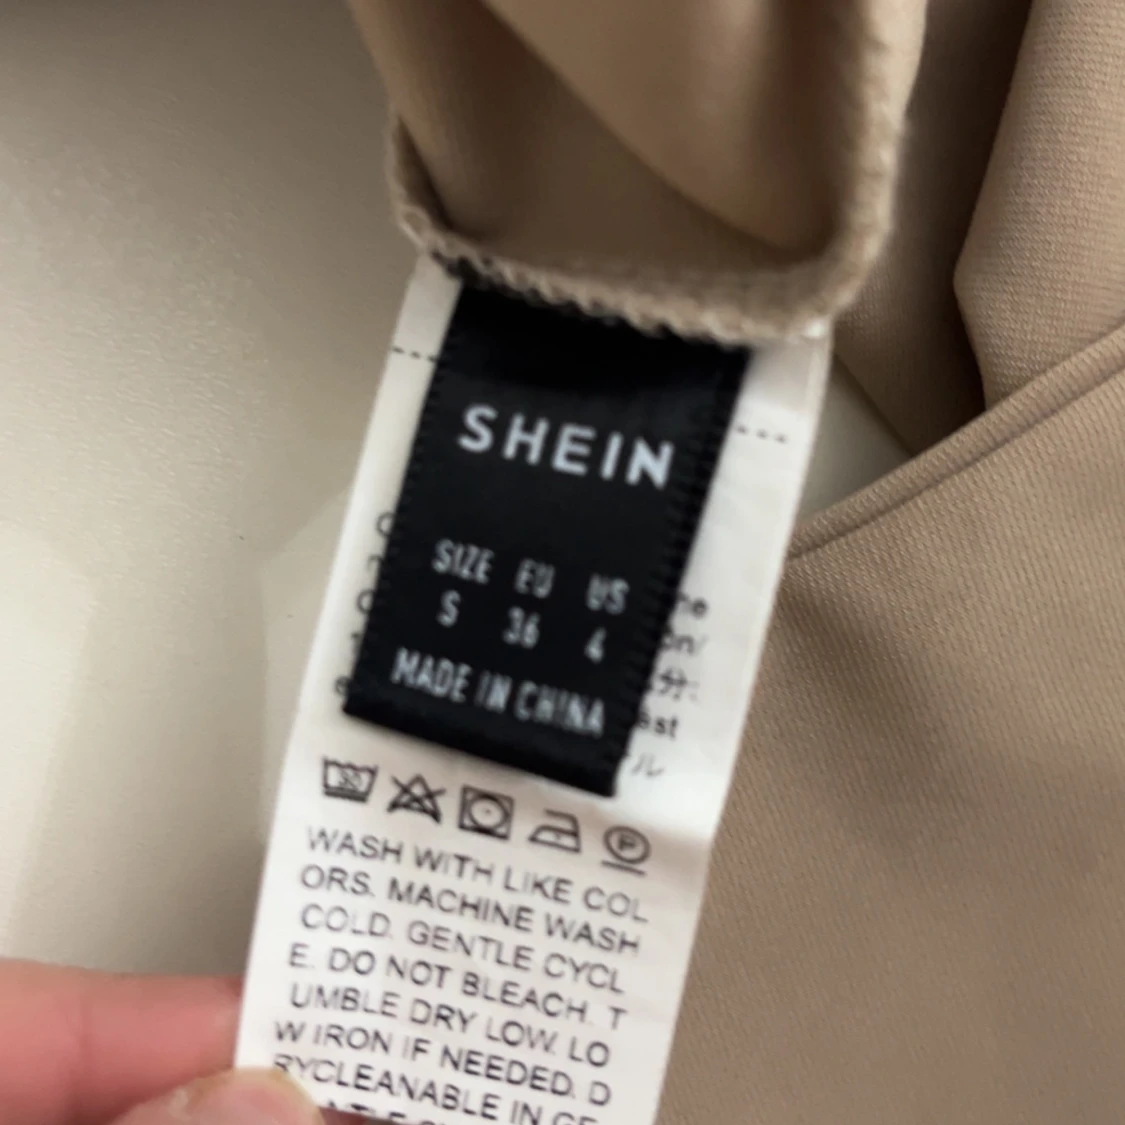 SHEIN
SIZE EU US
S 36 4
MADE IN CHINA
30
P
WASH WITH LIKE COL
ORS. MACHINE WASH
COLD. GENTLE CYCL
E. DO NOT BLEACH. T
UMBLE DRY LOW. LO
W IRON IF NEEDED. D
RYCLEANABLE IN GE